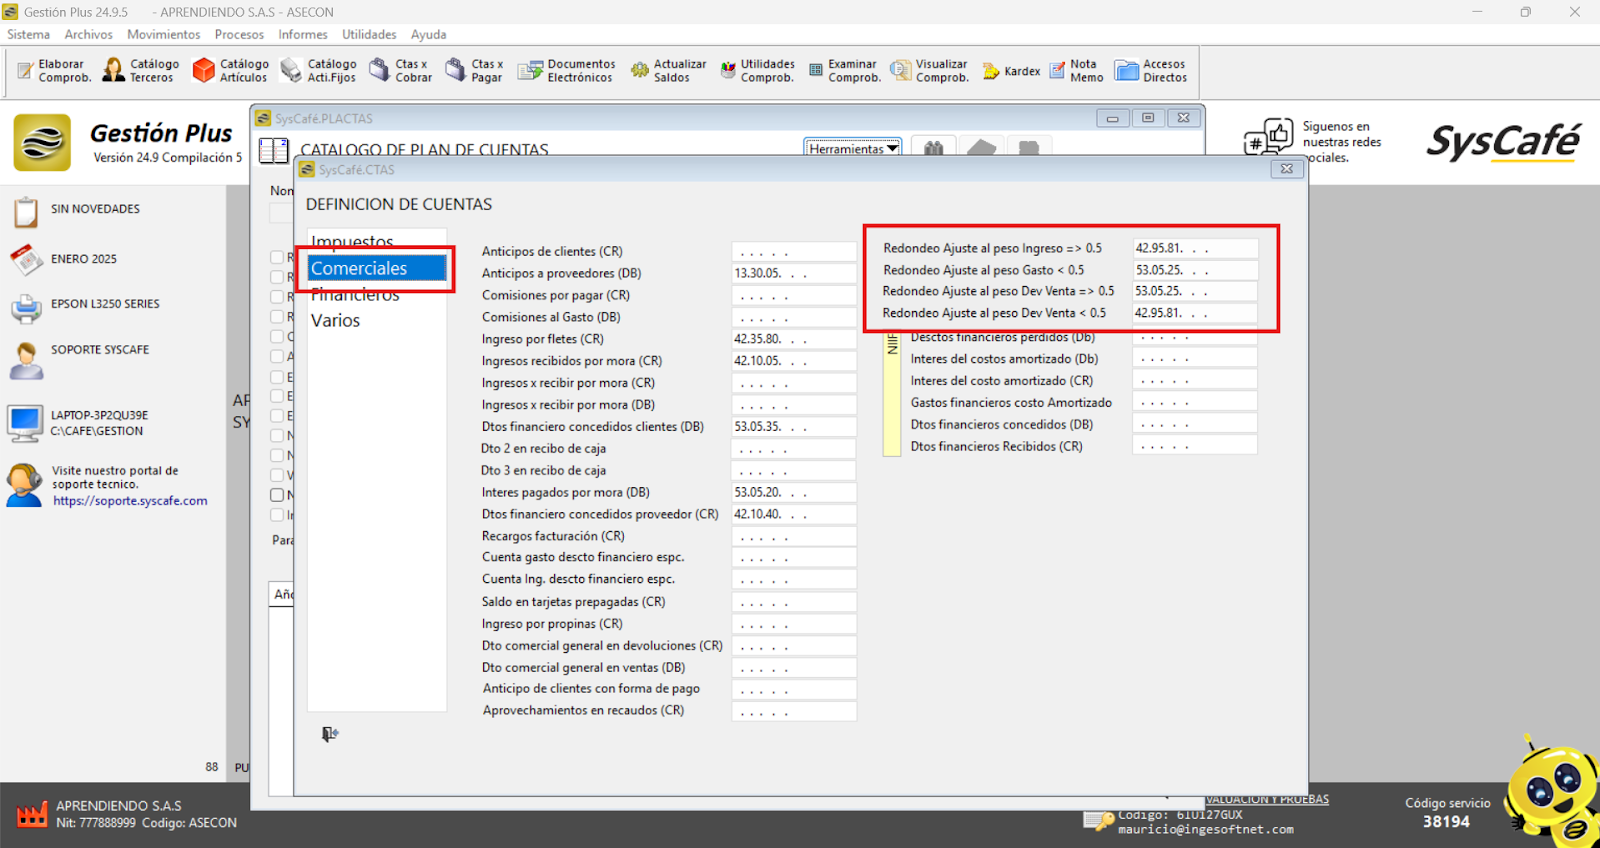 Gestión Plus 24.9.5 - APRENDIENDO S.A.S - ASECON
Sistema Archivos Movimientos Procesos Informes Utilidades Ayuda
Elaborar Comprob.
Catálogo Terceros
Catálogo Artículos
Catálogo Acti.Fijos
Ctas x Cobrar
Ctas x Pagar
Documentos Electrónicos
Actualizar Saldos
Utilidades Comprob.
Examinar Comprob.
Visualizar Comprob.
Kardex
Nota Memo
Accesos Directos
Gestión Plus
Versión 24.9 Compilación 5
SysCafé.PLACTAS
CATALOGO DE PLAN DE CUENTAS
Herramientas
Siguenos en
nuestras redes
sociales.
SysCafé
SIN NOVEDADES
ENERO 2025
EPSON L3250 SERIES
SOPORTE SYSCAFE
LAPTOP-3P2QU39E
C:\CAFE\GESTION
Visite nuestro portal de
soporte tecnico.
https://soporte.syscafe.com
SysCafé.CTAS
DEFINICION DE CUENTAS
Impuestos
Comerciales
Financieros
Varios
Anticipos de clientes (CR) . . . . .
Anticipos a proveedores (DB) 13.30.05. . .
Comisiones por pagar (CR) . . . . .
Comisiones al Gasto (DB) . . . . .
Ingreso por fletes (CR) 42.35.80. . .
Ingresos recibidos por mora (CR) 42.10.05. . .
Ingresos x recibir por mora (CR) . . . . .
Ingresos x recibir por mora (DB) . . . . .
Dtos financiero concedidos clientes (DB) 53.05.35. . .
Dto 2 en recibo de caja . . . . .
Dto 3 en recibo de caja . . . . .
Interes pagados por mora (DB) 53.05.20. . .
Dtos financiero concedidos proveedor (CR) 42.10.40. . .
Recargos facturación (CR) . . . . .
Cuenta gasto descto financiero espc. . . . . .
Cuenta Ing. descto financiero espc. . . . . .
Saldo en tarjetas prepagadas (CR) . . . . .
Ingreso por propinas (CR) . . . . .
Dto comercial general en devoluciones (CR) . . . . .
Dto comercial general en ventas (DB) . . . . .
Anticipo de clientes con forma de pago . . . . .
Aprovechamientos en recaudos (CR) . . . . .
Redondeo Ajuste al peso Ingreso => 0.5 42.95.81. . .
Redondeo Ajuste al peso Gasto < 0.5 53.05.25. . .
Redondeo Ajuste al peso Dev Venta => 0.5 53.05.25. . .
Redondeo Ajuste al peso Dev Venta < 0.5 42.95.81. . .
NIIF
Desctos financieros perdidos (Db) . . . . .
Interes del costos amortizado (Db) . . . . .
Interes del costo amortizado (CR) . . . . .
Gastos financieros costo Amortizado . . . . .
Dtos financieros concedidos (DB) . . . . .
Dtos financieros Recibidos (CR) . . . . .
88 PU
APRENDIENDO S.A.S
Nit: 777888999 Codigo: ASECON
VALUACION Y PRUEBAS
Codigo: 6IU127GUX
mauricio@ingesoftnet.com
Código servicio
38194